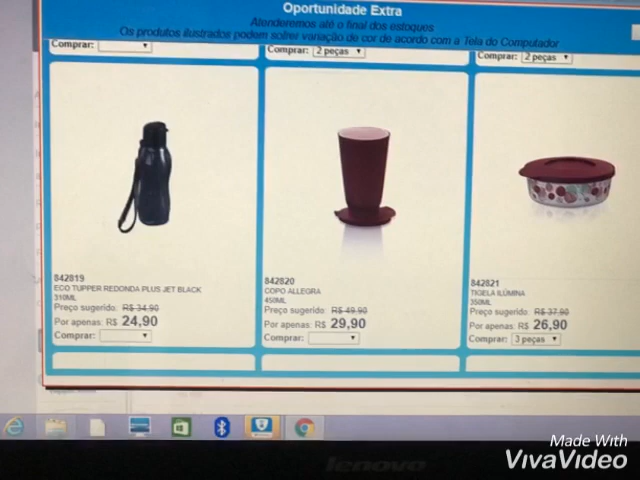 Oportunidade Extra
Atenderemos até o final dos estoques
Os produtos ilustrados podem sofrer variação de cor de acordo com a Tela do Computador
Comprar:
Comprar: 2 peças
Comprar: 2 peças
842819
ECO TUPPER REDONDA PLUS JET BLACK
310ML
Preço sugerido: R$ 34,90
Por apenas: R$ 24,90
Comprar:
842820
COPO ALLEGRA
450ML
Preço sugerido: R$ 49,90
Por apenas: R$ 29,90
Comprar:
842821
TIGELA ILÚMINA
350ML
Preço sugerido: R$ 37,90
Por apenas: R$ 26,90
Comprar: 3 peças
lenovo
Made With
VivaVideo